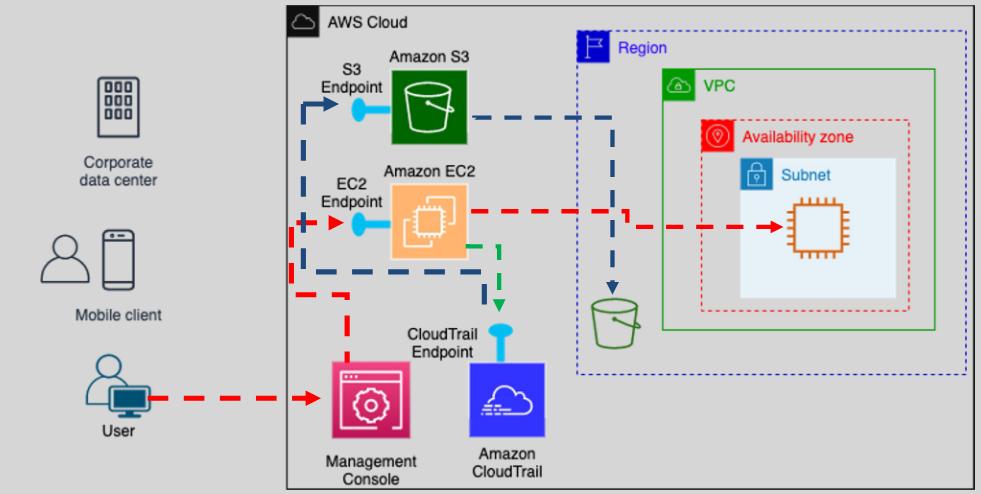 AWS Cloud
Amazon S3
S3
Endpoint
Region
VPC
Availability zone
Corporate
data center
Amazon EC2
EC2
Endpoint
Subnet
Mobile client
CloudTrail
Endpoint
User
Management
Console
Amazon
CloudTrail